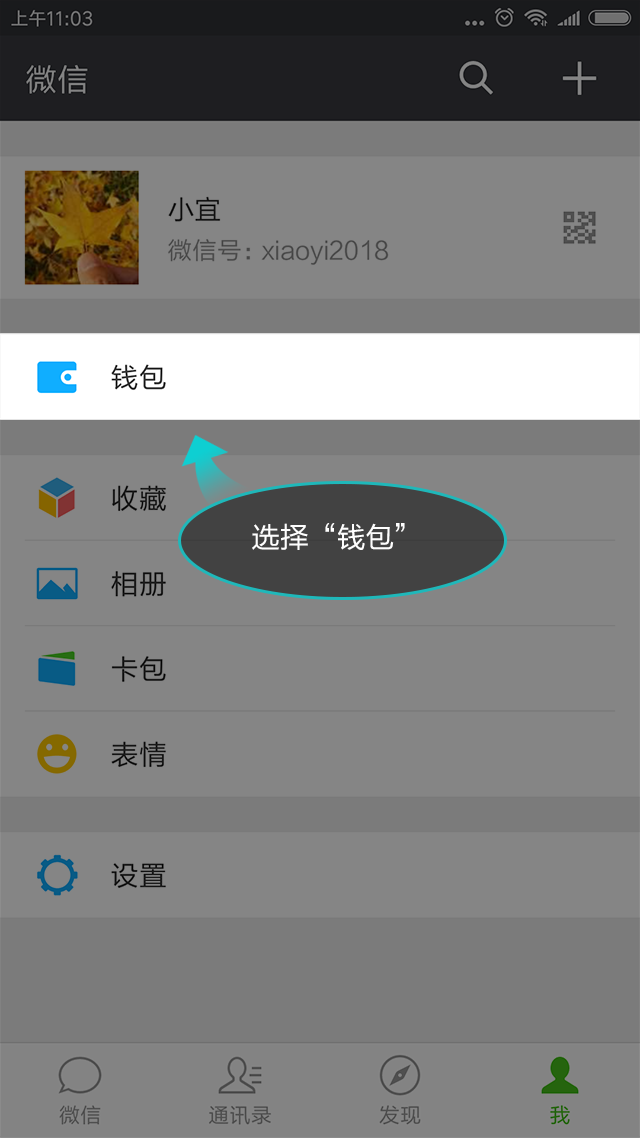 上午11:03
微信
小宜
微信号：xiaoyi2018
钱包
收藏
选择“钱包”
相册
卡包
表情
设置
微信
通讯录
发现
我